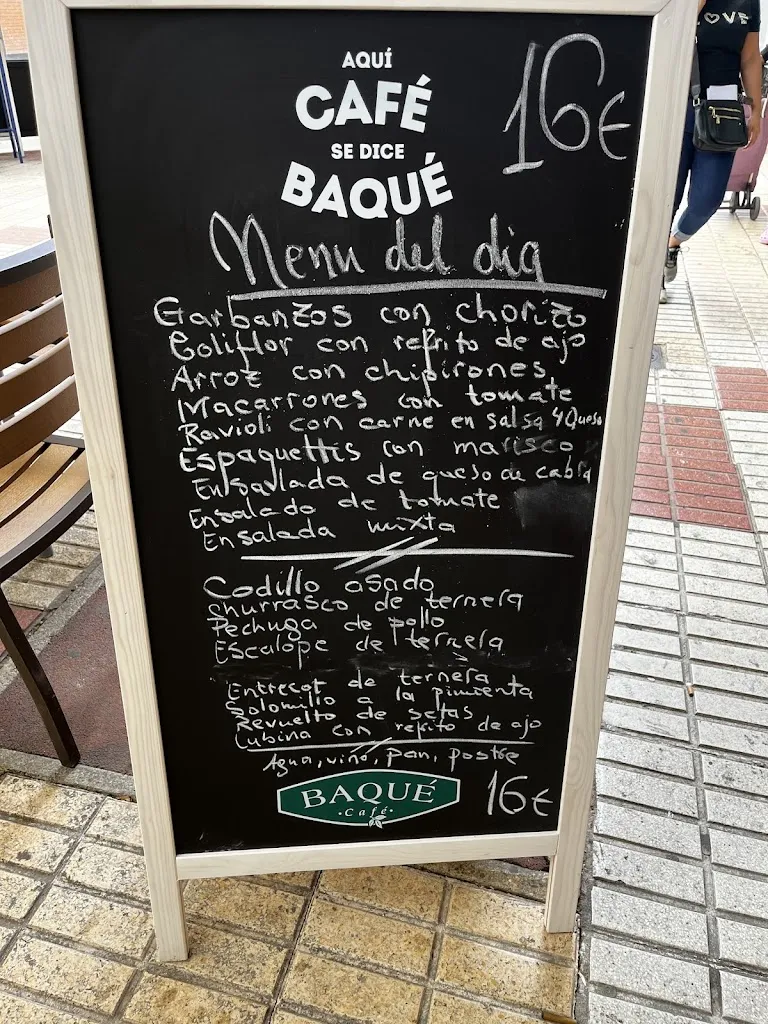 LOVE
AQUÍ
CAFÉ
SE DICE
BAQUÉ
16€
Menu del dia
Garbanzos con chorizo
Coliflor con refrito de ajo
Arroz con chipirones
Macarrones con tomate
Ravioli con carne en salsa 4 Queso
Espaguettis con marisco
Ensalada de queso de cabra
Ensalada de tomate
Ensalada mixta
Codillo asado
Churrasco de ternera
Pechuga de pollo
Escalope de ternera
Entrecot de ternera
Solomillo a la pimienta
Revuelto de setas
Lubina con refrito de ajo
Agua, vino, pan, postre
BAQUÉ
Café
16€